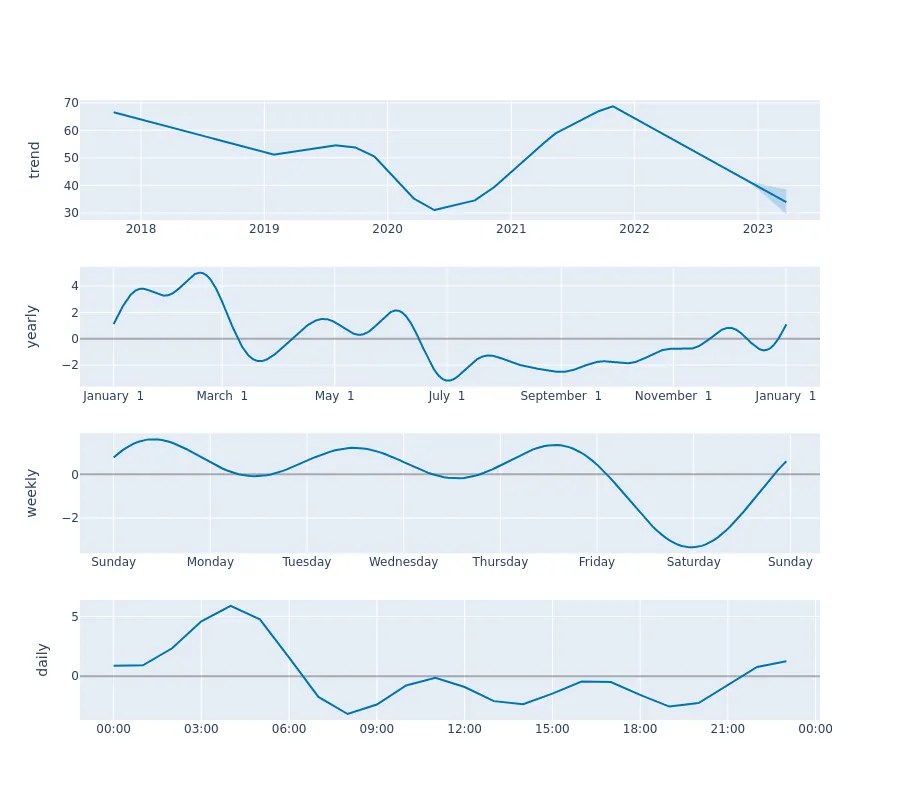 trend
70
60
50
40
30
2018 2019 2020 2021 2022 2023
yearly
4
2
0
−2
January 1 March 1 May 1 July 1 September 1 November 1 January 1
weekly
0
−2
Sunday Monday Tuesday Wednesday Thursday Friday Saturday Sunday
daily
5
0
00:00 03:00 06:00 09:00 12:00 15:00 18:00 21:00 00:00